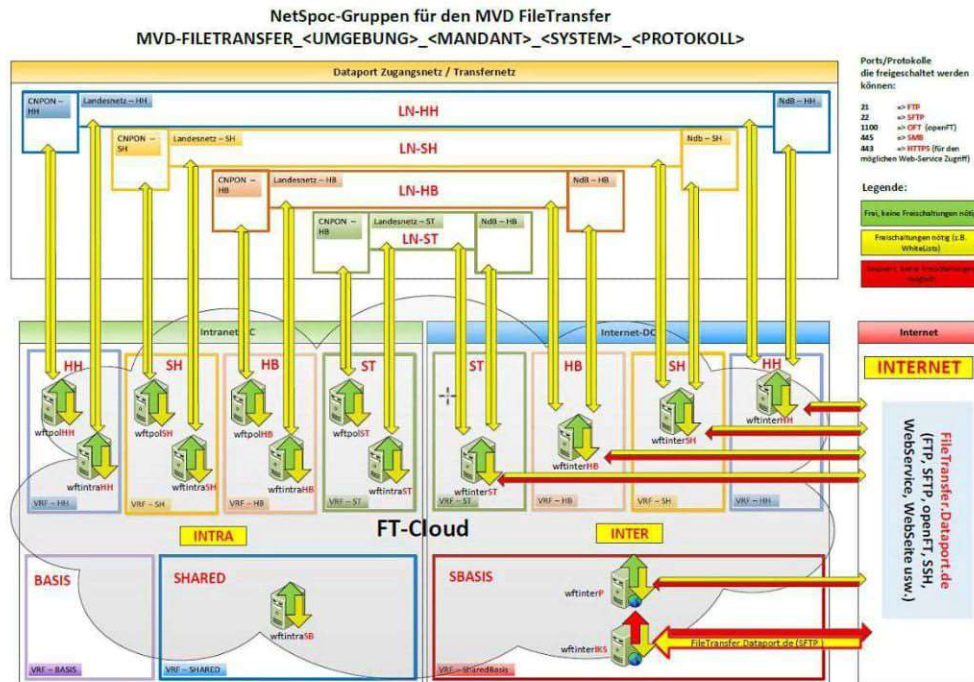 NetSpoc-Gruppen für den MVD FileTransfer
MVD-FILETRANSFER_<UMGEBUNG>_<MANDANT>_<SYSTEM>_<PROTOKOLL>
Dataport Zugangsnetz / Transfernetz
CNPON – HH
Landesnetz – HH
LN-HH
NdB – HH
CNPON – SH
Landesnetz – SH
LN-SH
Ndb – SH
CNPON – HB
Landesnetz – HB
LN-HB
NdB – HB
CNPON – HB
Landesnetz – ST
LN-ST
NdB – HB
Ports/Protokolle
die freigeschaltet werden
können:
21 => FTP
22 => SFTP
1100 => OFT (openFT)
445 => SMB
443 => HTTPS (für den
möglichen Web-Service Zugriff)
Legende:
Frei, keine Freischaltungen nötig
Freischaltungen nötig (z.B.
WhiteLists)
Intranet-DC
Internet-DC
Internet
HH
SH
HB
ST
ST
HB
SH
HH
INTERNET
wftpolHH
wftpolSH
wftpolHB
wftpolST
wftinterHH
wftinterSH
wftinterHB
wftintraHH
wftintraSH
wftintraHB
wftintraST
wftinterST
VRF – HH
VRF – SH
VRF – HB
VRF – ST
VRF – ST
VRF – HB
VRF – SH
VRF – HH
FileTransfer.Dataport.de
(FTP, SFTP, openFT, SSH,
WebService, WebSeite usw.)
FT-Cloud
INTRA
INTER
BASIS
SHARED
SBASIS
wftintraSB
wftinterP
wftinterIKS
FileTransfer.Dataport.de (SFTP)
VRF – BASIS
VRF – SHARED
VRF – SharedBasis